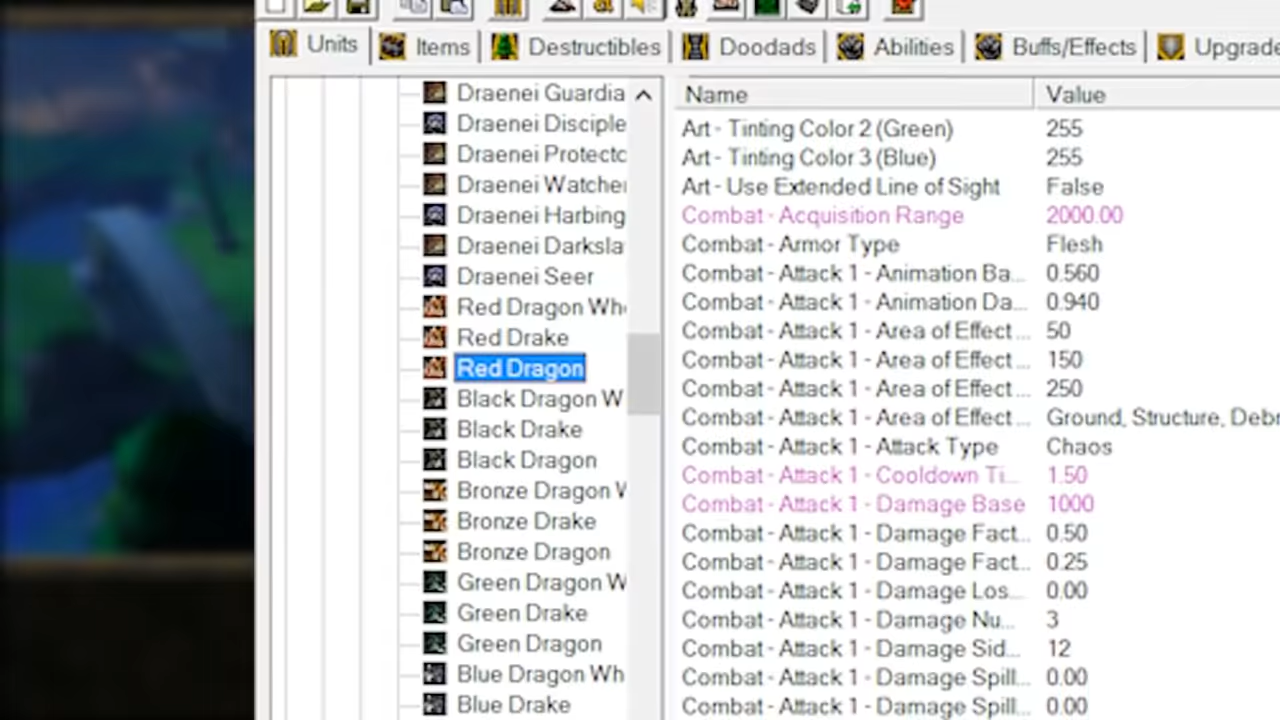 Units Items Destructibles Doodads Abilities Buffs/Effects Upgrade
Draenei Guardia
Draenei Disciple
Draenei Protectc
Draenei Watcher
Draenei Harbing
Draenei Darksla
Draenei Seer
Red Dragon Whe
Red Drake
Red Dragon
Black Dragon W
Black Drake
Black Dragon
Bronze Dragon W
Bronze Drake
Bronze Dragon
Green Dragon W
Green Drake
Green Dragon
Blue Dragon Wh
Blue Drake
Name Value
Art - Tinting Color 2 (Green) 255
Art - Tinting Color 3 (Blue) 255
Art - Use Extended Line of Sight False
Combat - Acquisition Range 2000.00
Combat - Armor Type Flesh
Combat - Attack 1 - Animation Ba... 0.560
Combat - Attack 1 - Animation Da... 0.940
Combat - Attack 1 - Area of Effect ... 50
Combat - Attack 1 - Area of Effect ... 150
Combat - Attack 1 - Area of Effect ... 250
Combat - Attack 1 - Area of Effect ... Ground, Structure, Debr
Combat - Attack 1 - Attack Type Chaos
Combat - Attack 1 - Cooldown Ti... 1.50
Combat - Attack 1 - Damage Base 1000
Combat - Attack 1 - Damage Fact... 0.50
Combat - Attack 1 - Damage Fact... 0.25
Combat - Attack 1 - Damage Los... 0.00
Combat - Attack 1 - Damage Nu... 3
Combat - Attack 1 - Damage Sid... 12
Combat - Attack 1 - Damage Spill... 0.00
Combat - Attack 1 - Damage Spill... 0.00